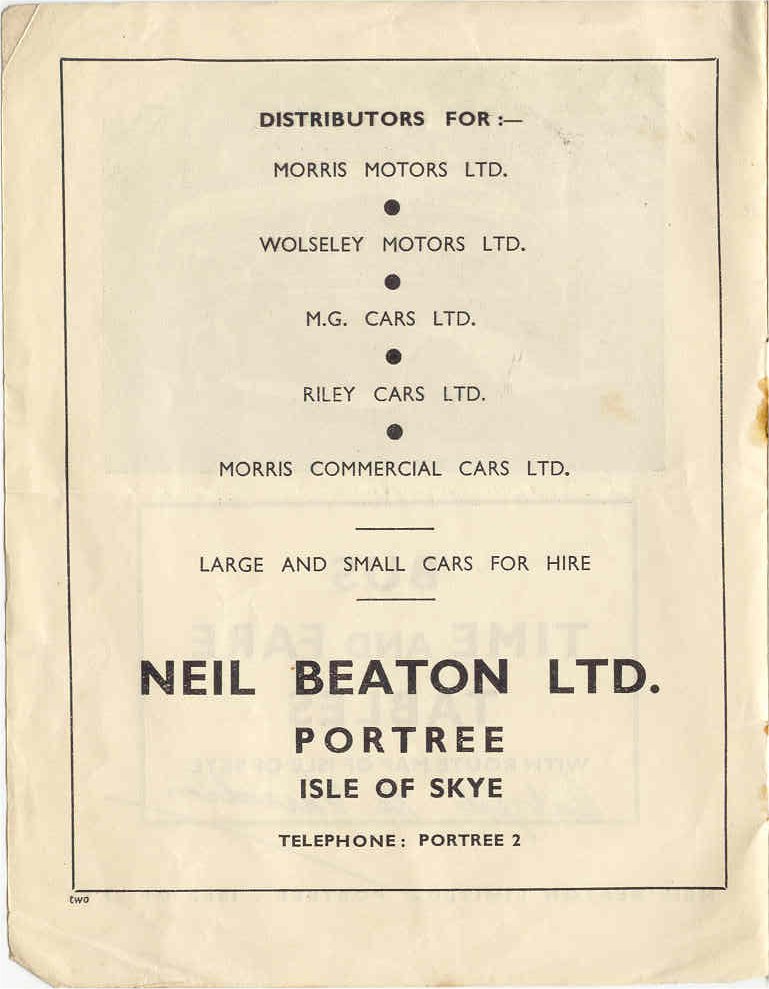 DISTRIBUTORS FOR :—
MORRIS MOTORS LTD.
WOLSELEY MOTORS LTD.
M.G. CARS LTD.
RILEY CARS LTD.
MORRIS COMMERCIAL CARS LTD.
LARGE AND SMALL CARS FOR HIRE
NEIL BEATON LTD.
PORTREE
ISLE OF SKYE
TELEPHONE: PORTREE 2
two